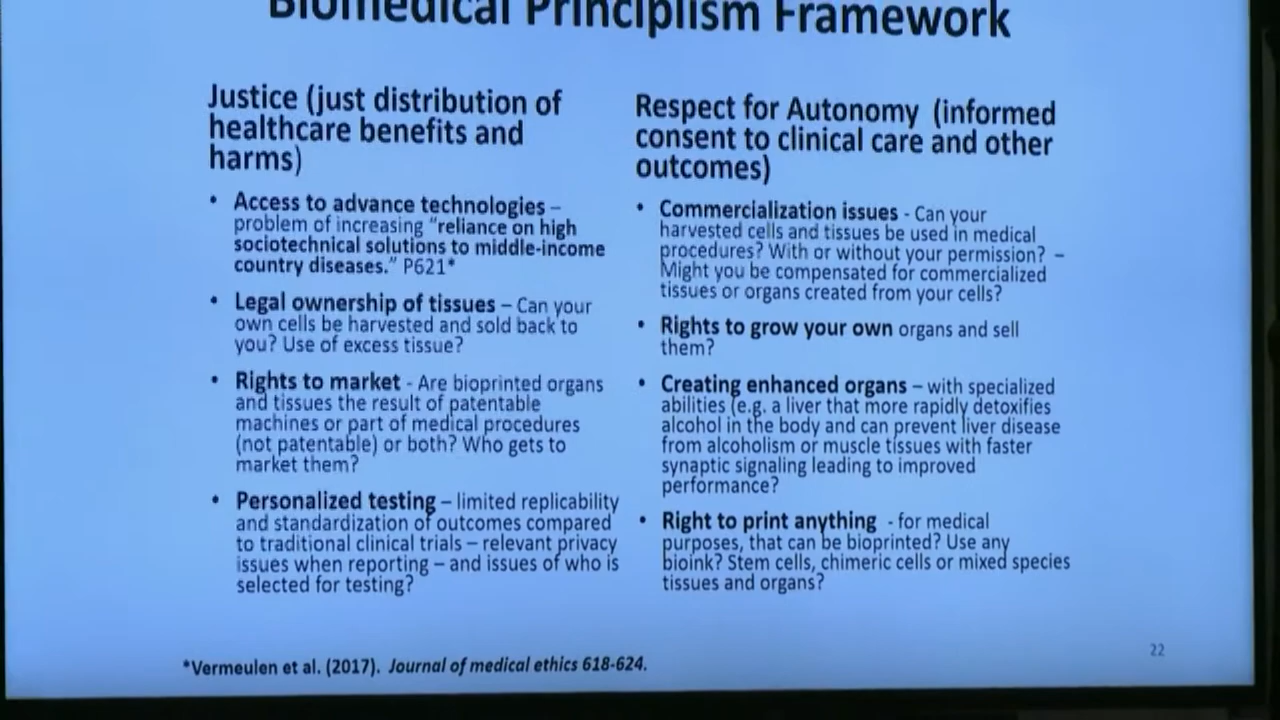 Biomedical Principlism Framework
Justice (just distribution of
healthcare benefits and
harms)
• Access to advance technologies –
problem of increasing “reliance on high
sociotechnical solutions to middle-income
country diseases.” P621*
• Legal ownership of tissues – Can your
own cells be harvested and sold back to
you? Use of excess tissue?
• Rights to market - Are bioprinted organs
and tissues the result of patentable
machines or part of medical procedures
(not patentable) or both? Who gets to
market them?
• Personalized testing – limited replicability
and standardization of outcomes compared
to traditional clinical trials – relevant privacy
issues when reporting – and issues of who is
selected for testing?
Respect for Autonomy (informed
consent to clinical care and other
outcomes)
• Commercialization issues - Can your
harvested cells and tissues be used in medical
procedures? With or without your permission? –
Might you be compensated for commercialized
tissues or organs created from your cells?
• Rights to grow your own organs and sell
them?
• Creating enhanced organs – with specialized
abilities (e.g. a liver that more rapidly detoxifies
alcohol in the body and can prevent liver disease
from alcoholism or muscle tissues with faster
synaptic signaling leading to improved
performance?
• Right to print anything - for medical
purposes, that can be bioprinted? Use any
bioink? Stem cells, chimeric cells or mixed species
tissues and organs?
*Vermeulen et al. (2017). Journal of medical ethics 618-624.
22